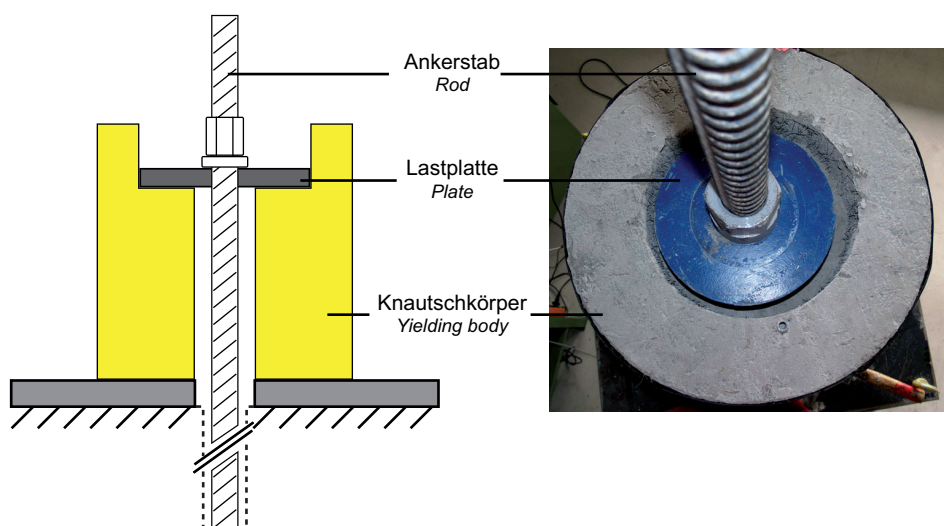 Ankerstab
Rod
Lastplatte
Plate
Knautschkörper
Yielding body